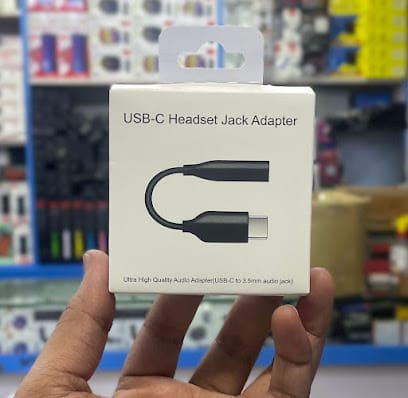 USB-C Headset Jack Adapter
Ultra High Quality Audio Adapter(USB-C to 3.5mm audio jack)